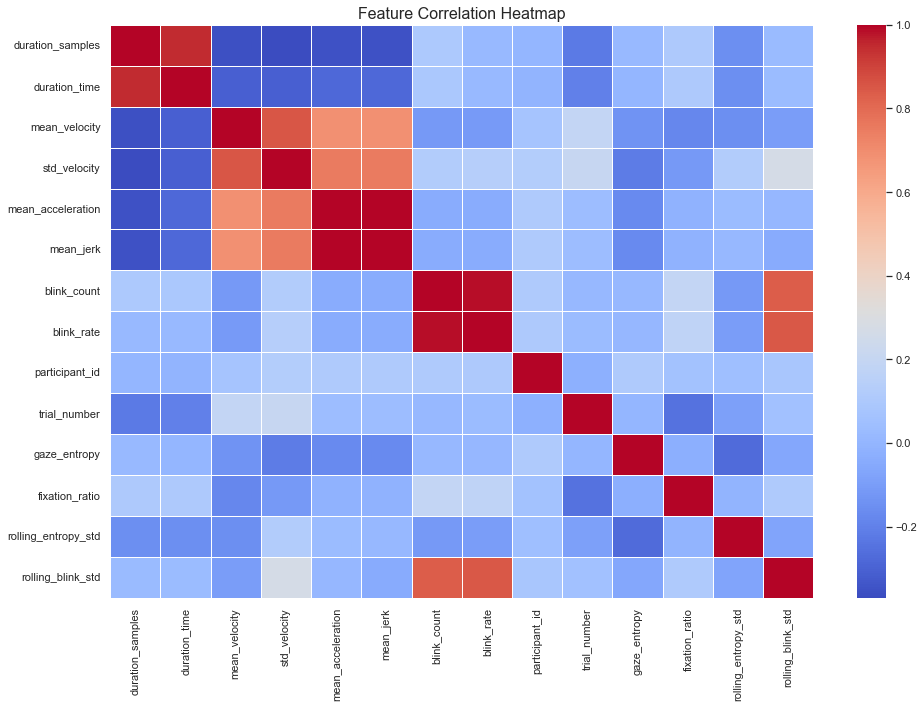 Feature Correlation Heatmap
duration_samples
duration_time
mean_velocity
std_velocity
mean_acceleration
mean_jerk
blink_count
blink_rate
participant_id
trial_number
gaze_entropy
fixation_ratio
rolling_entropy_std
rolling_blink_std
duration_samples
duration_time
mean_velocity
std_velocity
mean_acceleration
mean_jerk
blink_count
blink_rate
participant_id
trial_number
gaze_entropy
fixation_ratio
rolling_entropy_std
rolling_blink_std
1.0
0.8
0.6
0.4
0.2
0.0
−0.2